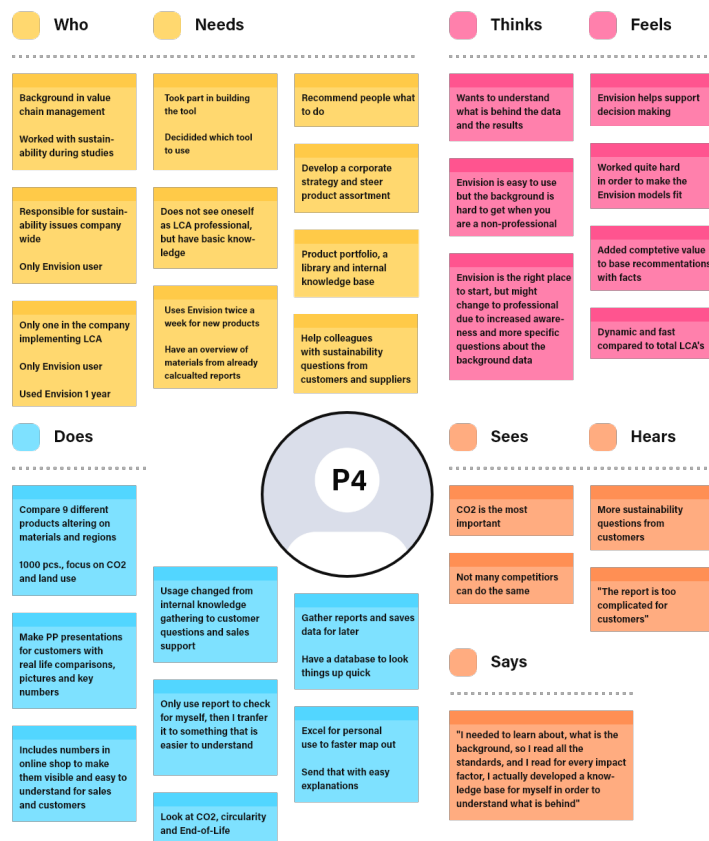 Who
Needs
Background in value
chain management
Worked with sustain-
ability during studies
Responsible for sustain-
ability issues company
wide
Only Envision user
Only one in the company
implementing LCA
Only Envision user
Used Envision 1 year
Took part in building
the tool
Decidided which tool
to use
Does not see oneself
as LCA professional,
but have basic know-
ledge
Uses Envision twice a
week for new products
Have an overview of
materials from already
calcualted reports
Recommend people what
to do
Develop a corporate
strategy and steer
product assortment
Product portfolio, a
library and internal
knowledge base
Help colleagues
with sustainability
questions from
customers and suppliers
Thinks
Feels
Wants to understand
what is behind the data
and the results
Envision is easy to use
but the background is
hard to get when you
are a non-professional
Envision is the right place
to start, but might
change to professional
due to increased aware-
ness and more specific
questions about the
background data
Envision helps support
decision making
Worked quite hard
in order to make the
Envision models fit
Added comptetive value
to base recommentations
with facts
Dynamic and fast
compared to total LCA's
Does
Compare 9 different
products altering on
materials and regions
1000 pcs., focus on CO2
and land use
Make PP presentations
for customers with
real life comparisons,
pictures and key
numbers
Includes numbers in
online shop to make
them visible and easy to
understand for sales
and customers
Usage changed from
internal knowledge
gathering to customer
questions and sales
support
Only use report to check
for myself, then I tranfer
it to something that is
easier to understand
Look at CO2, circularity
and End-of-Life
P4
Gather reports and saves
data for later
Have a database to look
things up quick
Excel for personal
use to faster map out
Send that with easy
explanations
Sees
Hears
CO2 is the most
important
Not many competitiors
can do the same
More sustainability
questions from
customers
"The report is too
complicated for
customers"
Says
"I needed to learn about, what is the
background, so I read all the
standards, and I read for every impact
factor, I actually developed a know-
ledge base for myself in order to
understand what is behind"